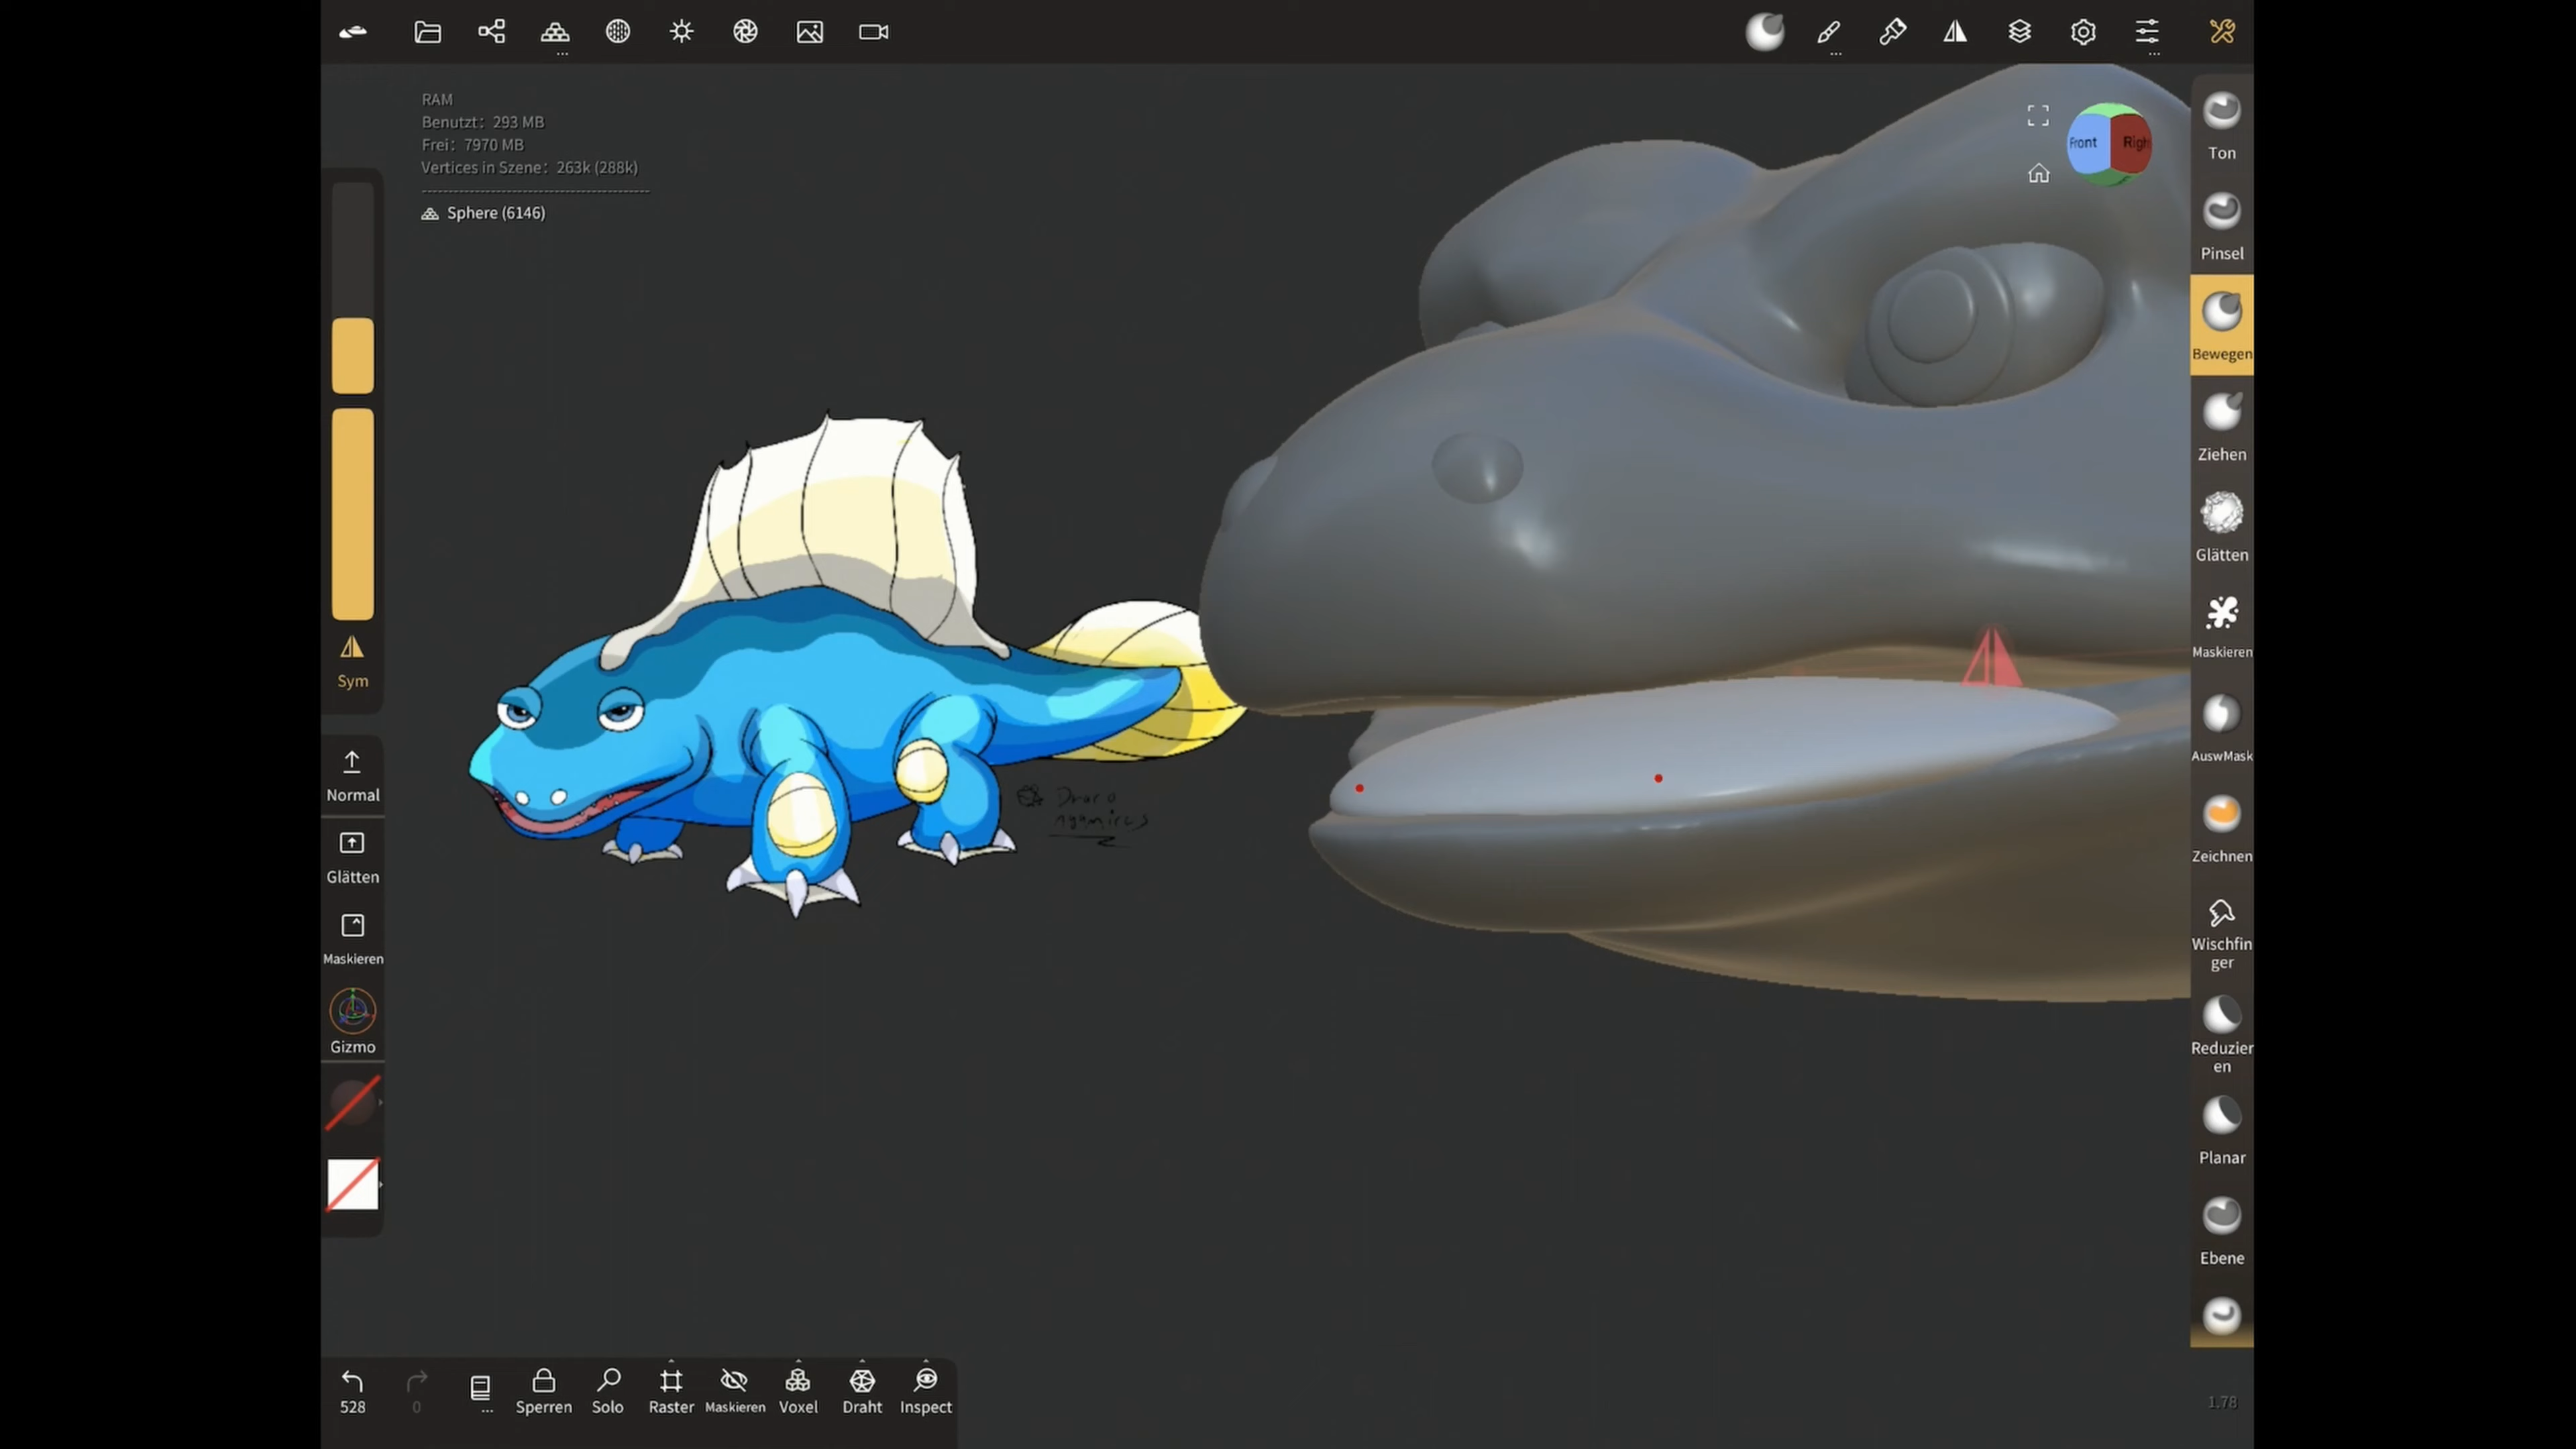 RAM
Benutzt: 293 MB
Frei: 7970 MB
Vertices in Szene: 263k (288k)
Sphere (6146)
Front
Righ
Sym
Normal
Glätten
Maskieren
Gizmo
Draco
Ton
Pinsel
Bewegen
Ziehen
Glätten
Maskieren
AuswMask
Zeichnen
Wischfin
ger
Reduzier
en
Planar
Ebene
528
0
Sperren
Solo
Raster
Maskieren
Voxel
Draht
Inspect
1.78